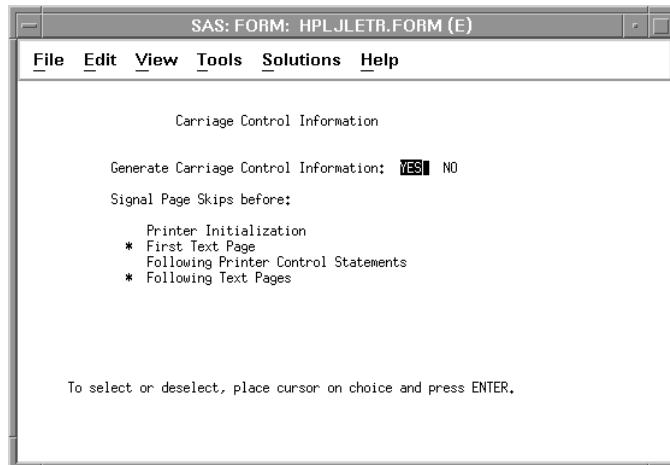 SAS: FORM: HPLJLETR.FORM (E)
File Edit View Tools Solutions Help
Carriage Control Information
Generate Carriage Control Information: YES NO
Signal Page Skips before:
Printer Initialization
* First Text Page
Following Printer Control Statements
* Following Text Pages
To select or deselect, place cursor on choice and press ENTER.